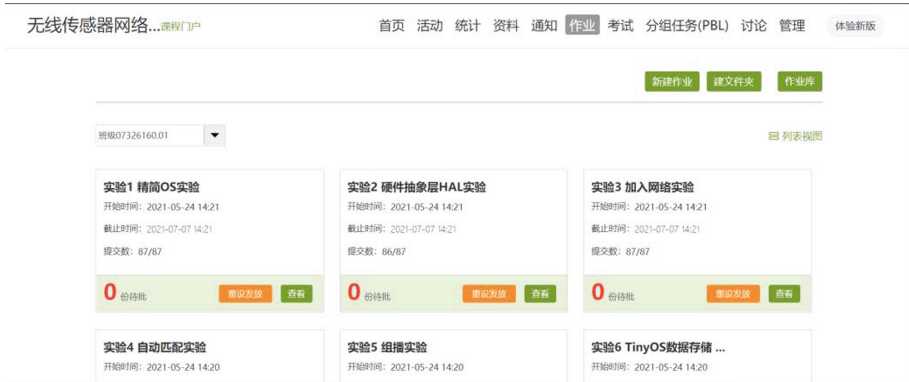 无线传感器网络...课程门户 首页 活动 统计 资料 通知 作业 考试 分组任务(PBL) 讨论 管理 体验新版
新建作业 建文件夹 作业库
班级07326160.01 列表视图
实验1 精简OS实验
开始时间：2021-05-24 14:21
截止时间：2021-07-07 14:21
提交数：87/87
0 份待批 重设发放 查看
实验2 硬件抽象层HAL实验
开始时间：2021-05-24 14:21
截止时间：2021-07-07 14:21
提交数：86/87
0 份待批 重设发放 查看
实验3 加入网络实验
开始时间：2021-05-24 14:21
截止时间：2021-07-07 14:21
提交数：87/87
0 份待批 重设发放 查看
实验4 自动匹配实验
开始时间：2021-05-24 14:20
实验5 组播实验
开始时间：2021-05-24 14:20
实验6 TinyOS数据存储 ...
开始时间：2021-05-24 14:20